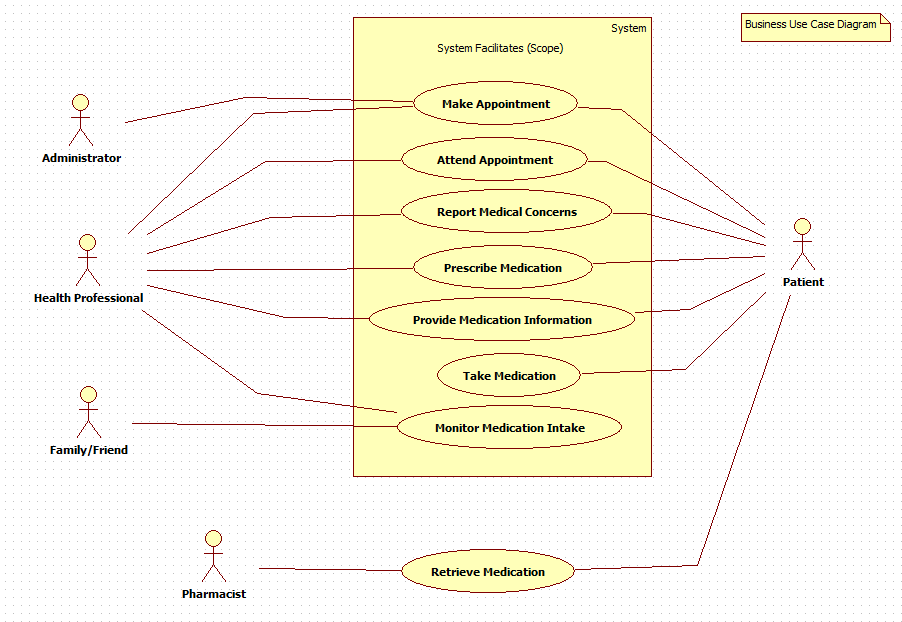 System
Business Use Case Diagram
System Facilitates (Scope)
Make Appointment
Administrator
Attend Appointment
Report Medical Concerns
Prescribe Medication
Patient
Health Professional
Provide Medication Information
Take Medication
Monitor Medication Intake
Family/Friend
Retrieve Medication
Pharmacist